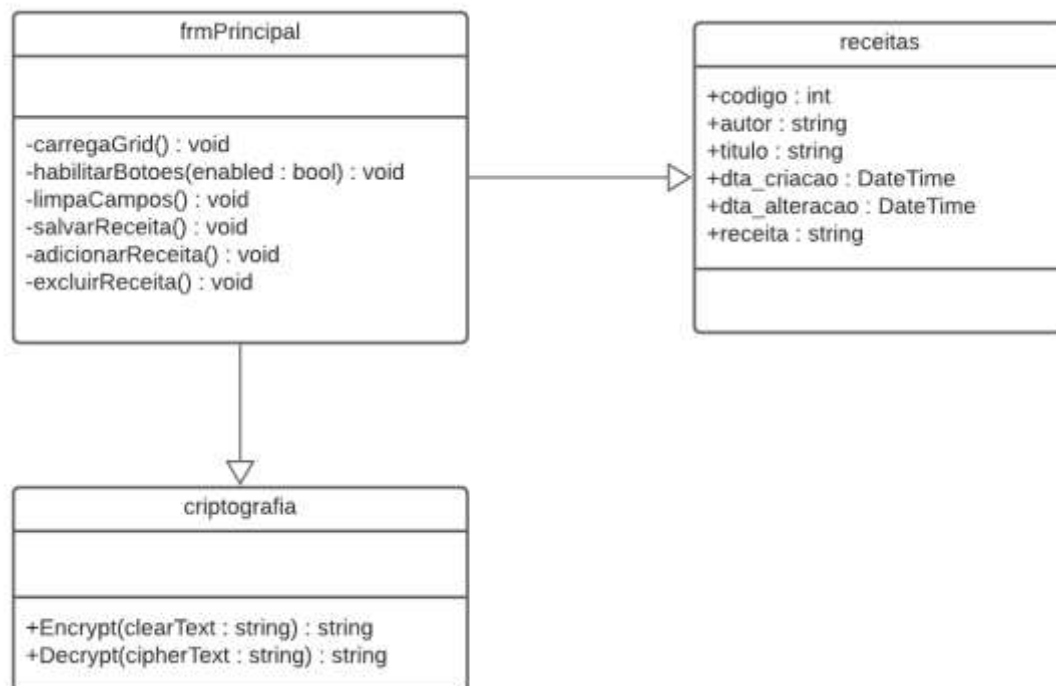 frmPrincipal
-carregaGrid() : void
-habilitarBotoes(enabled : bool) : void
-limpaCampos() : void
-salvarReceita() : void
-adicionarReceita() : void
-excluirReceita() : void
receitas
+codigo : int
+autor : string
+titulo : string
+dta_criacao : DateTime
+dta_alteracao : DateTime
+receita : string
criptografia
+Encrypt(clearText : string) : string
+Decrypt(cipherText : string) : string